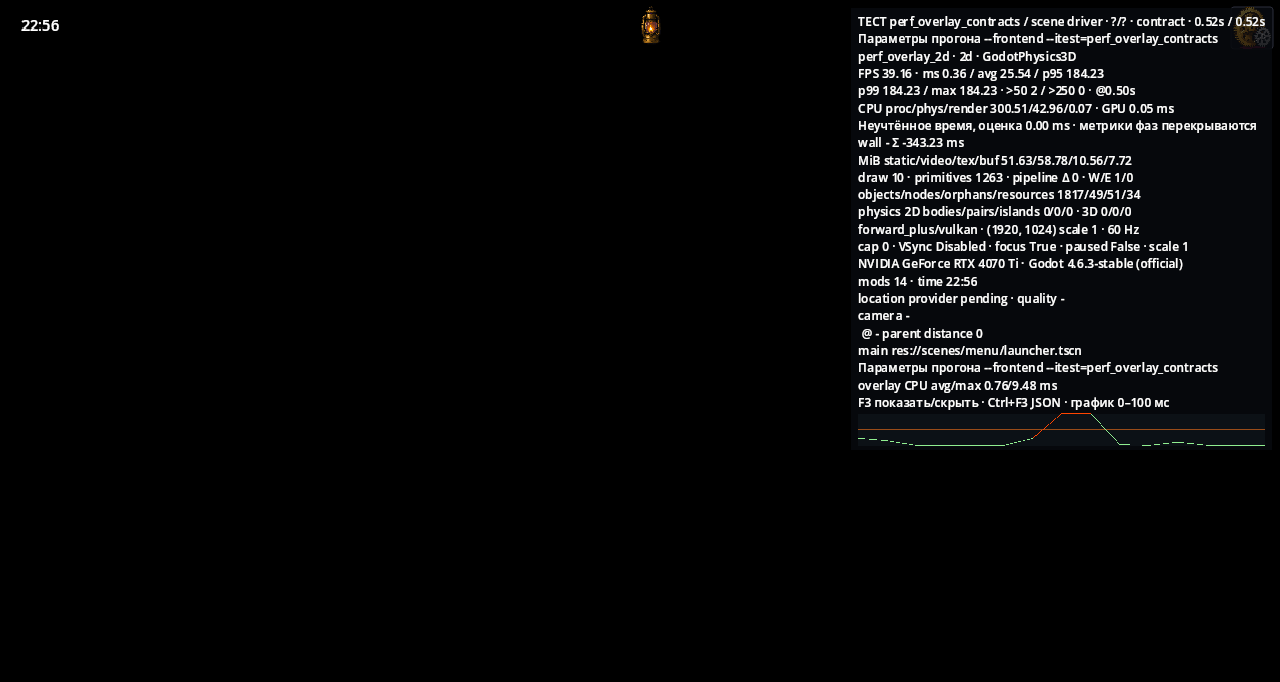 22:56
ТЕСТ perf_overlay_contracts / scene driver · ?/? · contract · 0.52s / 0.52s
Параметры прогона --frontend --itest=perf_overlay_contracts
perf_overlay_2d · 2d · GodotPhysics3D
FPS 39.16 · ms 0.36 / avg 25.54 / p95 184.23
p99 184.23 / max 184.23 · >50 2 / >250 0 · @0.50s
CPU proc/phys/render 300.51/42.96/0.07 · GPU 0.05 ms
Неучтённое время, оценка 0.00 ms · метрики фаз перекрываются
wall - Σ -343.23 ms
MiB static/video/tex/buf 51.63/58.78/10.56/7.72
draw 10 · primitives 1263 · pipeline Δ 0 · W/E 1/0
objects/nodes/orphans/resources 1817/49/51/34
physics 2D bodies/pairs/islands 0/0/0 · 3D 0/0/0
forward_plus/vulkan · (1920, 1024) scale 1 · 60 Hz
cap 0 · VSync Disabled · focus True · paused False · scale 1
NVIDIA GeForce RTX 4070 Ti · Godot 4.6.3-stable (official)
mods 14 · time 22:56
location provider pending · quality -
camera -
@ - parent distance 0
main res://scenes/menu/launcher.tscn
Параметры прогона --frontend --itest=perf_overlay_contracts
overlay CPU avg/max 0.76/9.48 ms
F3 показать/скрыть · Ctrl+F3 JSON · график 0–100 мс